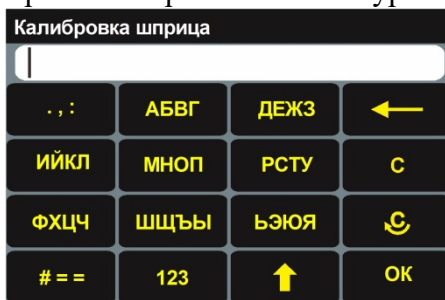 Калибровка шприца
. , : АБВГ ДЕЖЗ
ИЙКЛ МНОП РСТУ С
ФХЦЧ ШЩЪЫ ЬЭЮЯ С
# = = 123 ОК